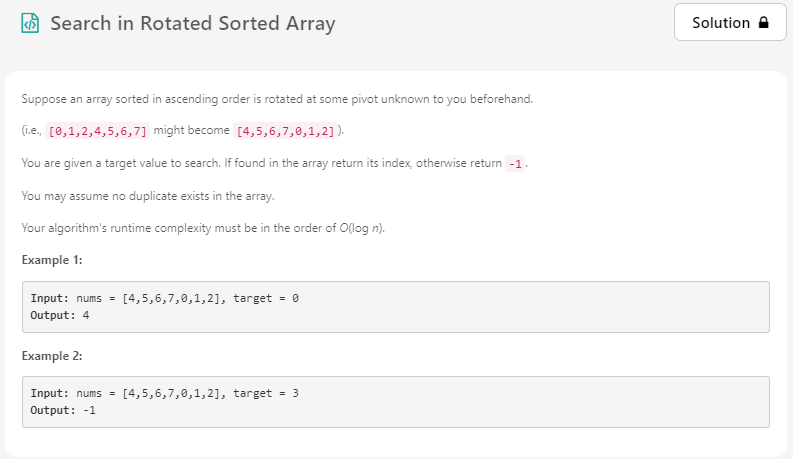 Search in Rotated Sorted Array
Solution
Suppose an array sorted in ascending order is rotated at some pivot unknown to you beforehand.
(i.e., [0,1,2,4,5,6,7] might become [4,5,6,7,0,1,2]).
You are given a target value to search. If found in the array return its index, otherwise return -1.
You may assume no duplicate exists in the array.
Your algorithm's runtime complexity must be in the order of O(log n).
Example 1:
Input: nums = [4,5,6,7,0,1,2], target = 0
Output: 4
Example 2:
Input: nums = [4,5,6,7,0,1,2], target = 3
Output: -1